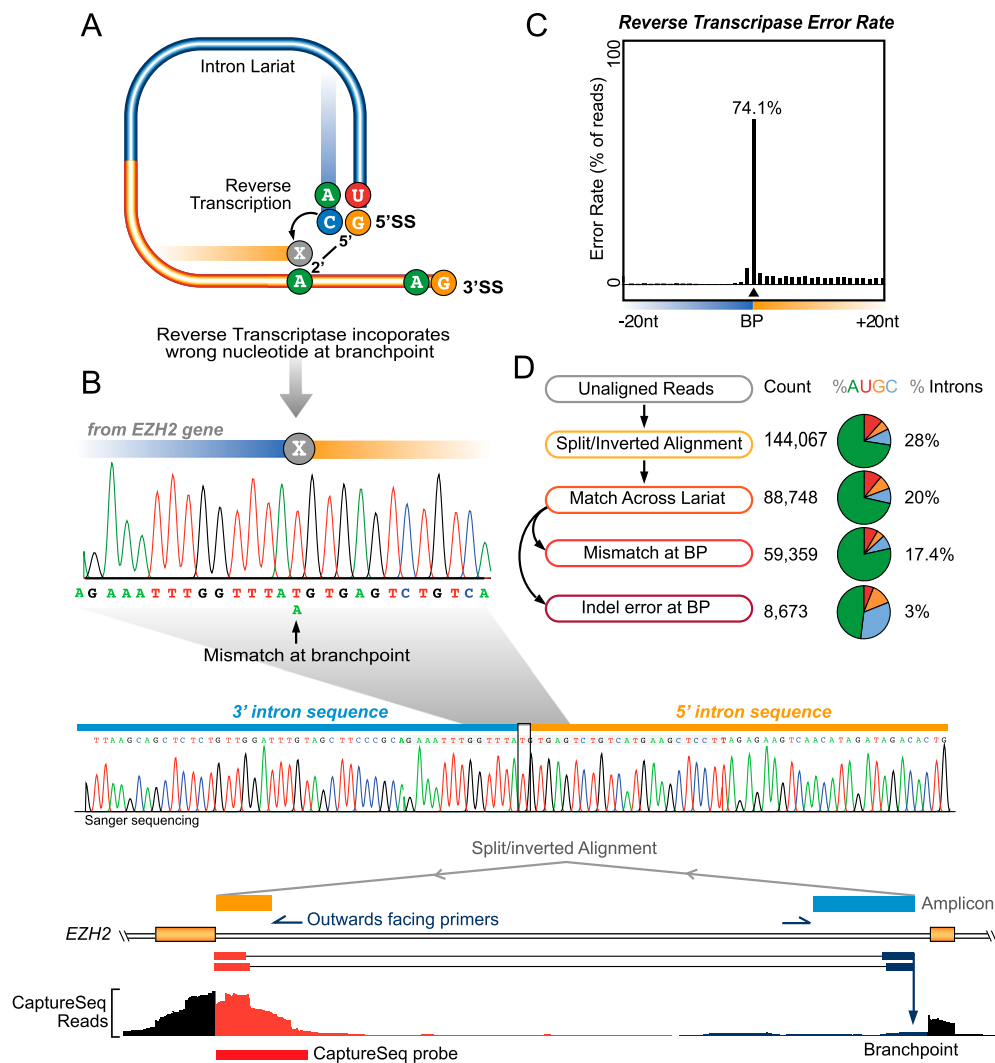 A
Intron Lariat
Reverse
Transcription
A
U
C
G
5'SS
5'
X
2'
A
A
G
3'SS
Reverse Transcriptase incoporates
wrong nucleotide at branchpoint
B
from EZH2 gene
X
AGAAATTTGGTTTATGTGAGTCTGTCA
A
Mismatch at branchpoint
C
Reverse Transcripase Error Rate
Error Rate (% of reads)
100
0
74.1%
-20nt
BP
+20nt
D
Unaligned Reads
Count
%AUGC
% Introns
Split/Inverted Alignment
144,067
28%
Match Across Lariat
88,748
20%
Mismatch at BP
59,359
17.4%
Indel error at BP
8,673
3%
3' intron sequence
5' intron sequence
TTAAGCAGCTCTCTGTTGGATTTGTAGCTTCCCGCAGAAATTTGGTTTATGTGAGTCTGTCATGAAGCTCCTTAGAGAAGTCAACATAGATAGACACTG
Sanger sequencing
Split/inverted Alignment
Outwards facing primers
Amplicon
EZH2
CaptureSeq
Reads
Branchpoint
CaptureSeq probe